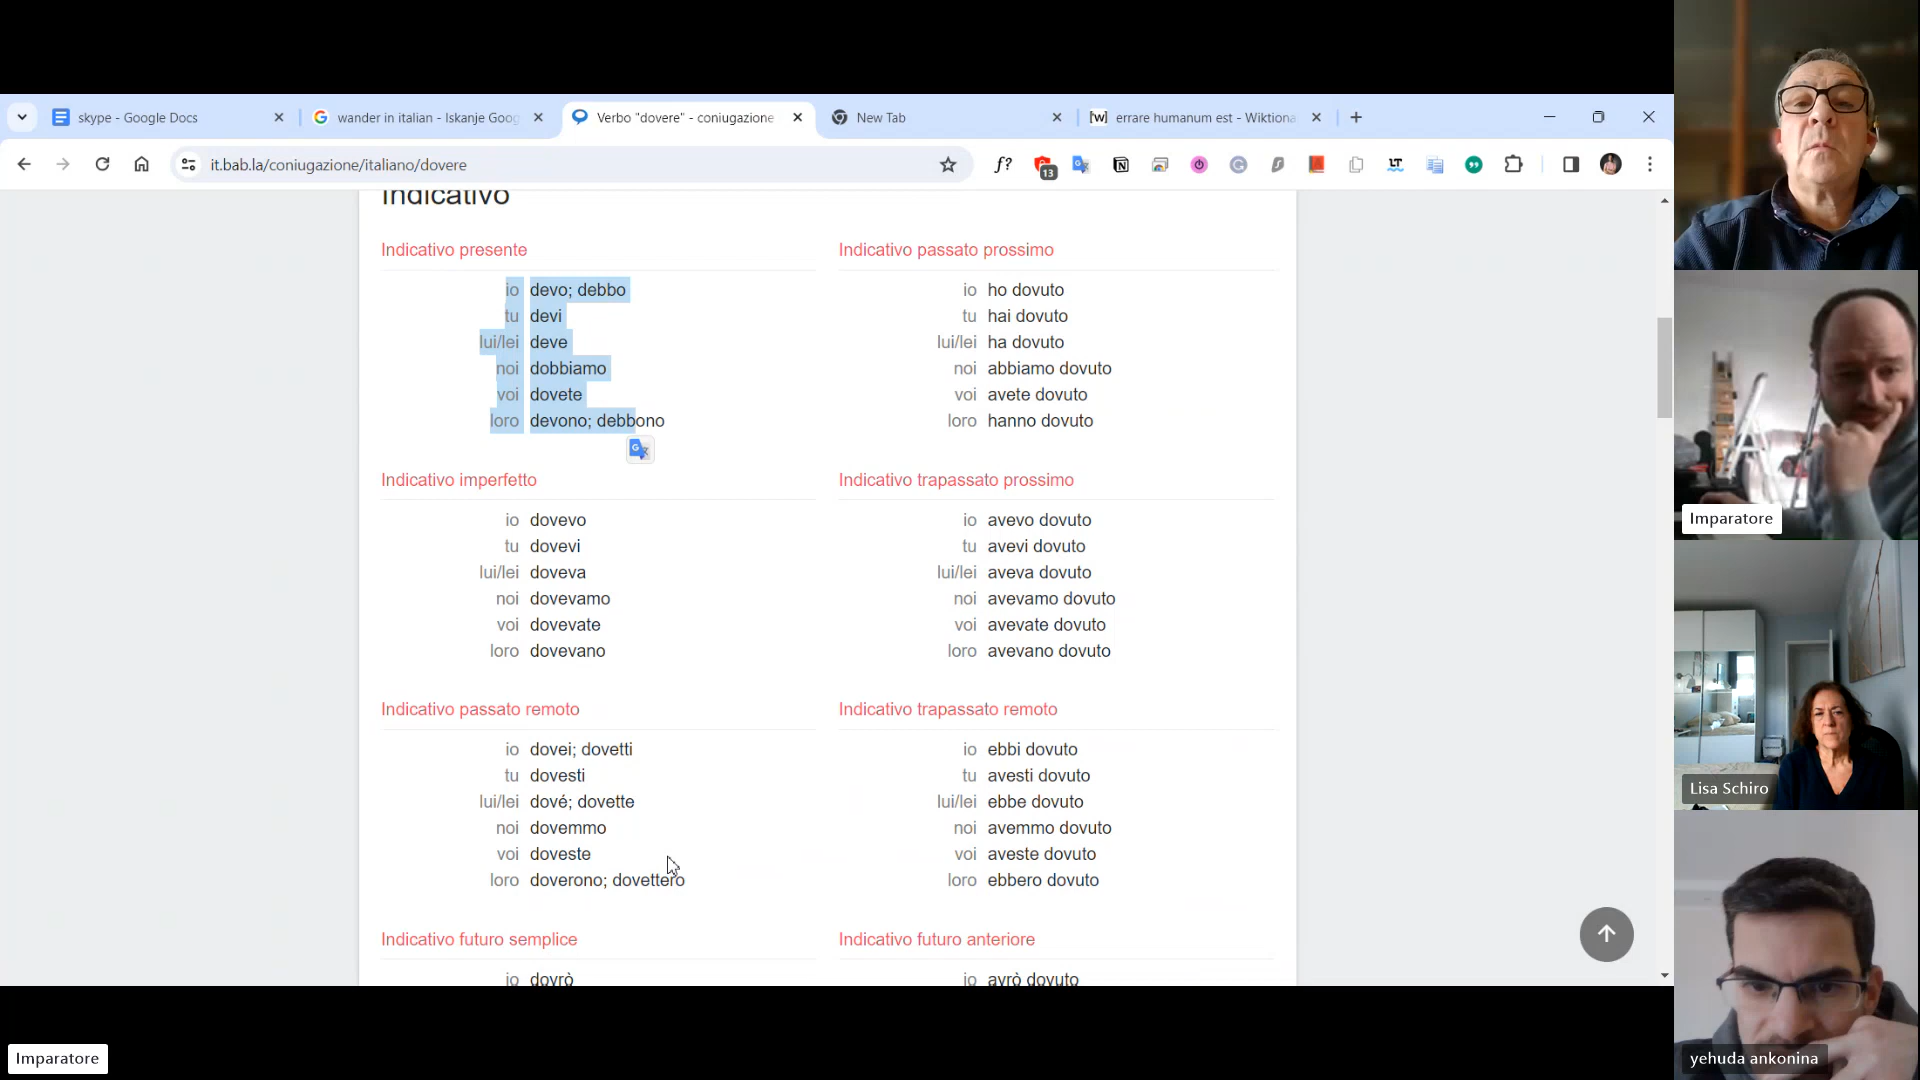 skype - Google Docs
wander in italian - Iskanje Goog
Verbo "dovere" - coniugazione
New Tab
errare humanum est - Wiktiona
it.bab.la/coniugazione/italiano/dovere
f?
13
Indicativo
Indicativo presente
io devo; debbo
tu devi
lui/lei deve
noi dobbiamo
voi dovete
loro devono; debbono
Indicativo passato prossimo
io ho dovuto
tu hai dovuto
lui/lei ha dovuto
noi abbiamo dovuto
voi avete dovuto
loro hanno dovuto
Indicativo imperfetto
io dovevo
tu dovevi
lui/lei doveva
noi dovevamo
voi dovevate
loro dovevano
Indicativo trapassato prossimo
io avevo dovuto
tu avevi dovuto
lui/lei aveva dovuto
noi avevamo dovuto
voi avevate dovuto
loro avevano dovuto
Indicativo passato remoto
io dovei; dovetti
tu dovesti
lui/lei dové; dovette
noi dovemmo
voi doveste
loro doverono; dovettero
Indicativo trapassato remoto
io ebbi dovuto
tu avesti dovuto
lui/lei ebbe dovuto
noi avemmo dovuto
voi aveste dovuto
loro ebbero dovuto
Indicativo futuro semplice
io dovrò
Indicativo futuro anteriore
io avrò dovuto
Imparatore
Lisa Schiro
yehuda ankonina
Imparatore